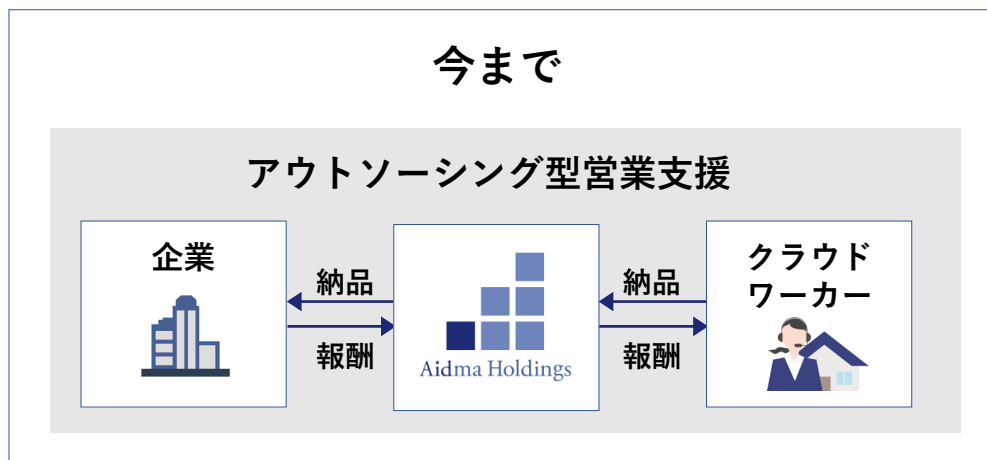 今まで
アウトソーシング型営業支援
企業
納品
報酬
Aidma Holdings
納品
報酬
クラウド
ワーカー